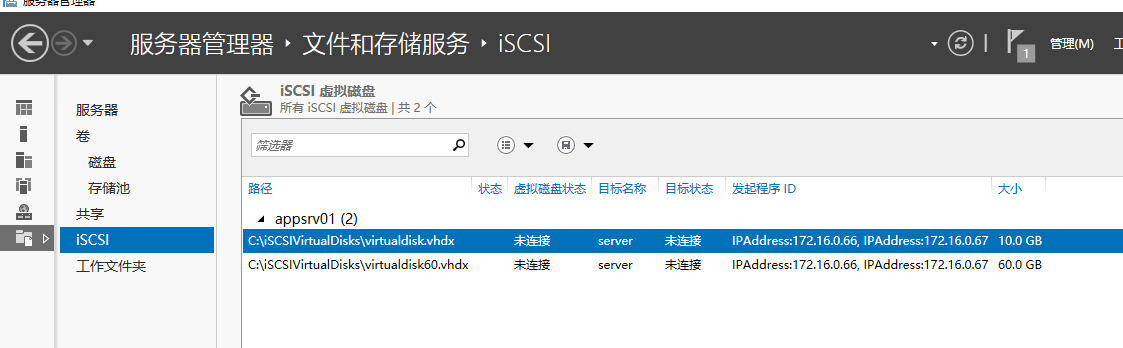 服务器管理器
服务器管理器 · 文件和存储服务 · iSCSI
1 管理(M)
iSCSI 虚拟磁盘
所有 iSCSI 虚拟磁盘 | 共 2 个
服务器
卷
磁盘
存储池
共享
iSCSI
工作文件夹
筛选器
路径 状态 虚拟磁盘状态 目标名称 目标状态 发起程序 ID 大小
appsrv01 (2)
C:\iSCSIVirtualDisks\virtualdisk.vhdx 未连接 server 未连接 IPAddress:172.16.0.66, IPAddress:172.16.0.67 10.0 GB
C:\iSCSIVirtualDisks\virtualdisk60.vhdx 未连接 server 未连接 IPAddress:172.16.0.66, IPAddress:172.16.0.67 60.0 GB